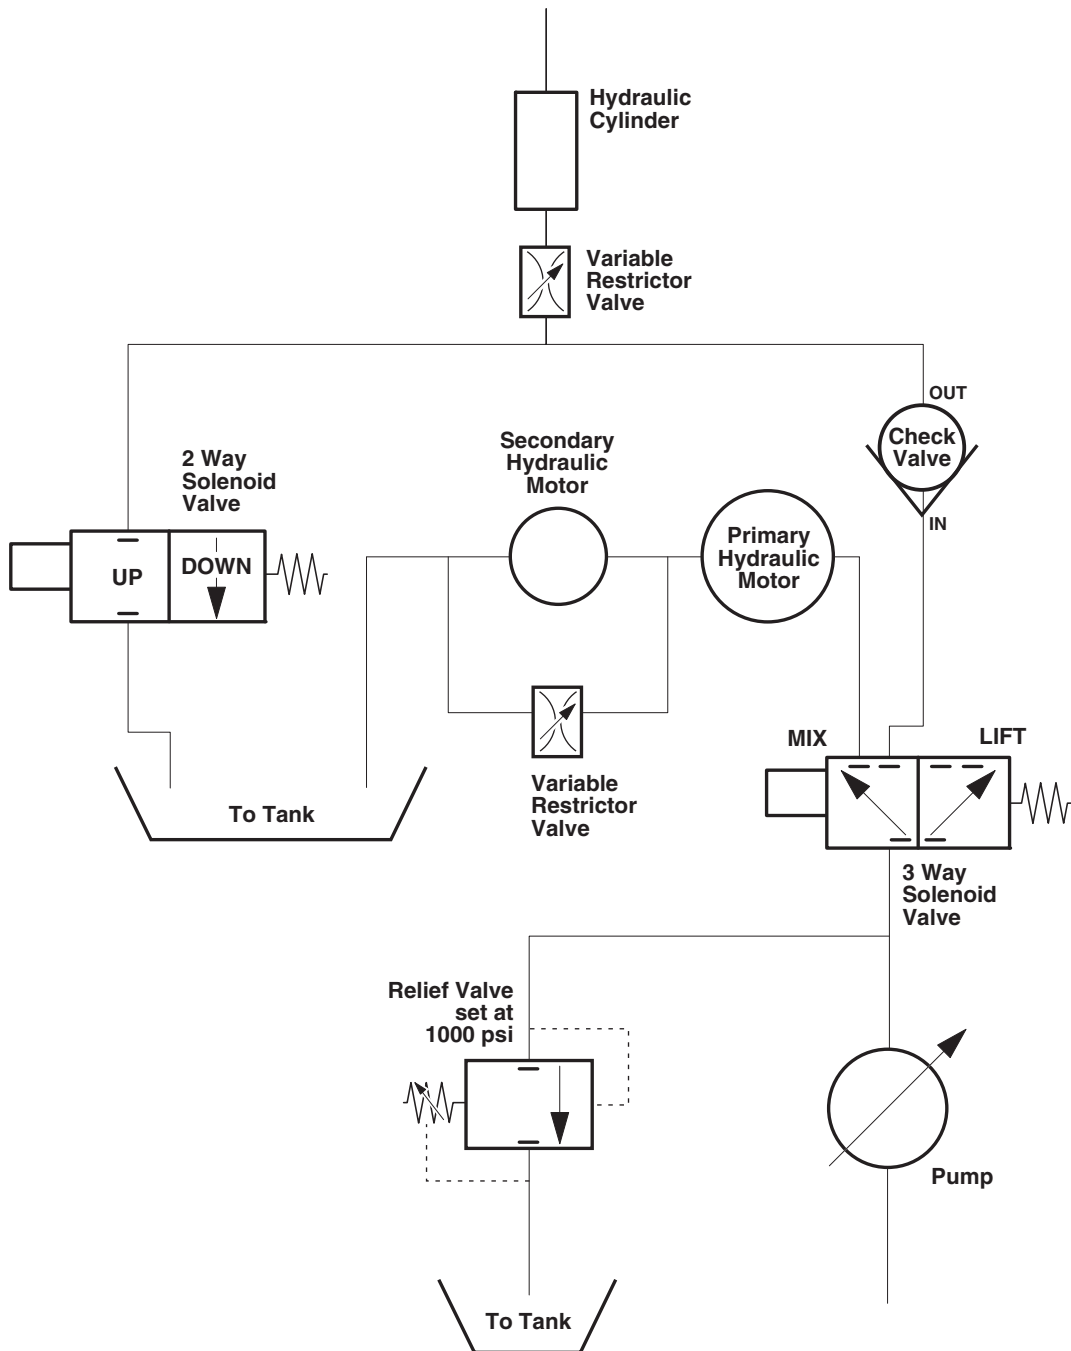 Hydraulic
Cylinder
Variable
Restrictor
Valve
OUT
Check
Valve
IN
Secondary
Hydraulic
Motor
2 Way
Solenoid
Valve
UP
DOWN
Primary
Hydraulic
Motor
MIX
LIFT
Variable
Restrictor
Valve
To Tank
3 Way
Solenoid
Valve
Relief Valve
set at
1000 psi
Pump
To Tank